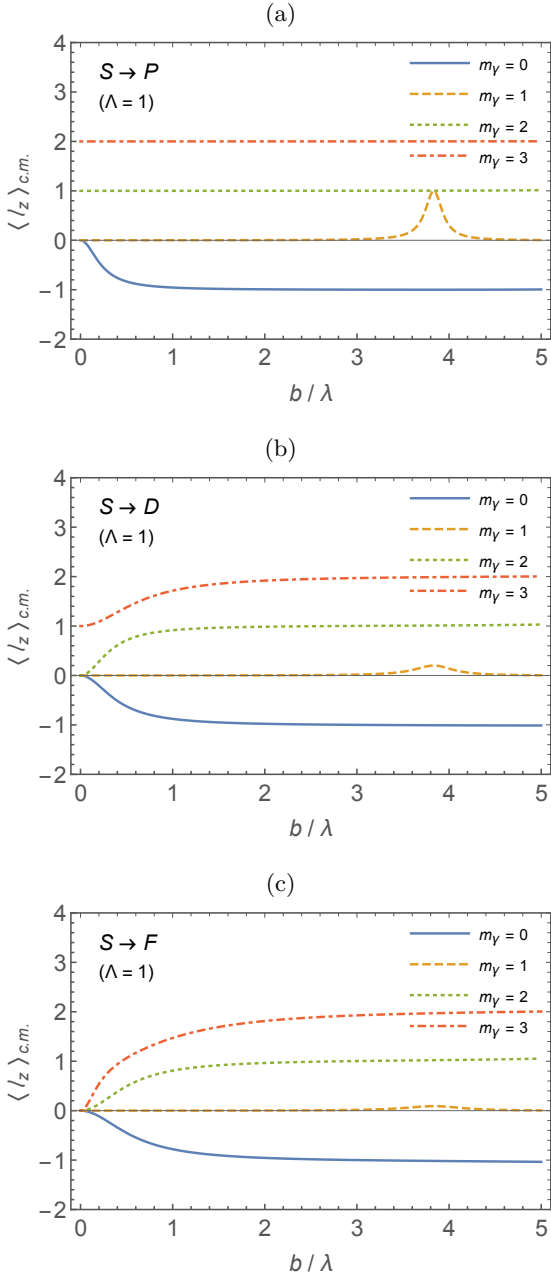 (a)
S → P
(Λ = 1)
m_γ = 0
m_γ = 1
m_γ = 2
m_γ = 3
4
3
2
1
0
−1
−2
⟨ l_z ⟩_c.m.
0 1 2 3 4 5
b / λ
(b)
S → D
(Λ = 1)
m_γ = 0
m_γ = 1
m_γ = 2
m_γ = 3
4
3
2
1
0
−1
−2
⟨ l_z ⟩_c.m.
0 1 2 3 4 5
b / λ
(c)
S → F
(Λ = 1)
m_γ = 0
m_γ = 1
m_γ = 2
m_γ = 3
4
3
2
1
0
−1
−2
⟨ l_z ⟩_c.m.
0 1 2 3 4 5
b / λ